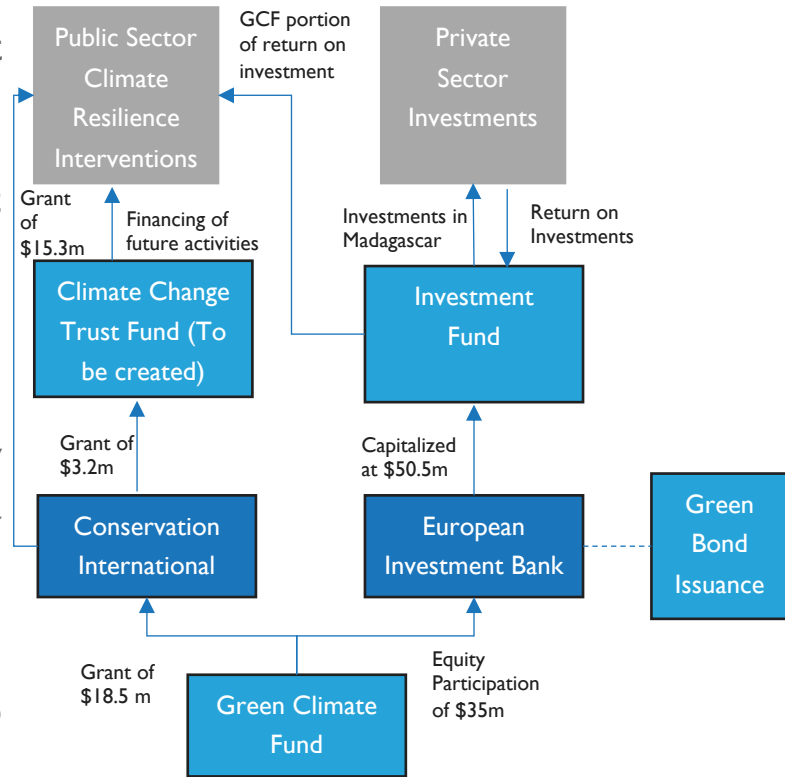 Public Sector
Climate
Resilience
Interventions
GCF portion
of return on
investment
Private
Sector
Investments
Grant
of
$15.3m
Financing of
future activities
Investments in
Madagascar
Return on
Investments
Climate Change
Trust Fund (To
be created)
Investment
Fund
Grant of
$3.2m
Capitalized
at $50.5m
Conservation
International
European
Investment Bank
Green
Bond
Issuance
Grant of
$18.5 m
Equity
Participation
of $35m
Green Climate
Fund